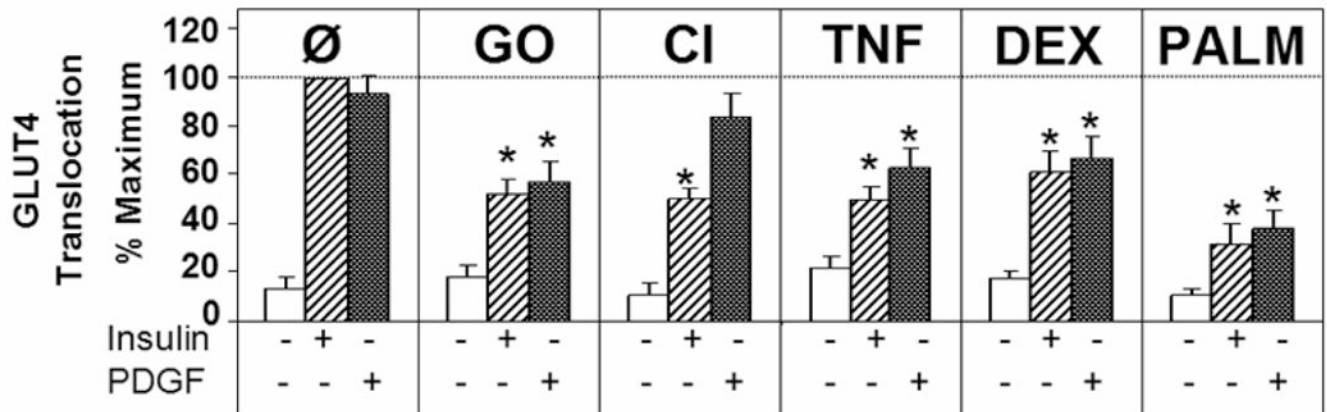 GLUT4
Translocation
% Maximum
120
100
80
60
40
20
0
Ø GO CI TNF DEX PALM
* * * * * * * * *
Insulin - + - - + - - + - - + - - + - - + -
PDGF - - + - - + - - + - - + - - + - - +